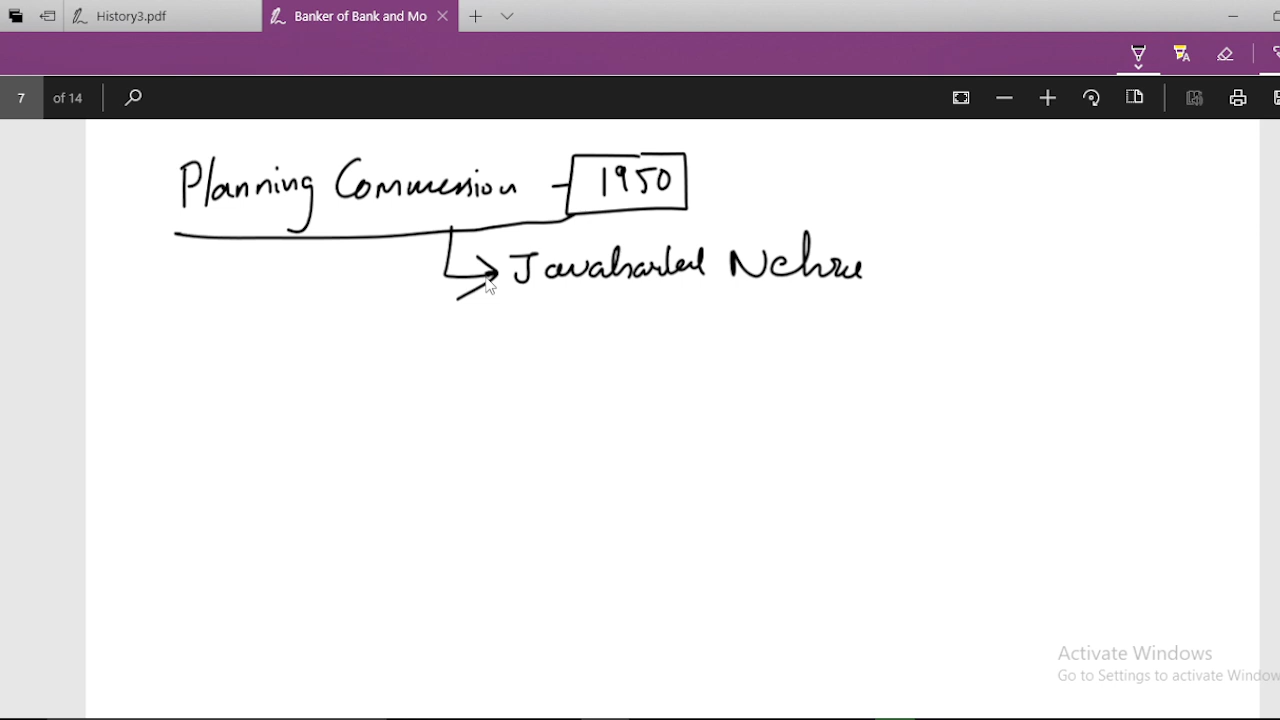 History3.pdf
Banker of Bank and Mo
7 of 14
Planning Commession - 1950
Jawaharlal Nehru
Activate Windows
Go to Settings to activate Window